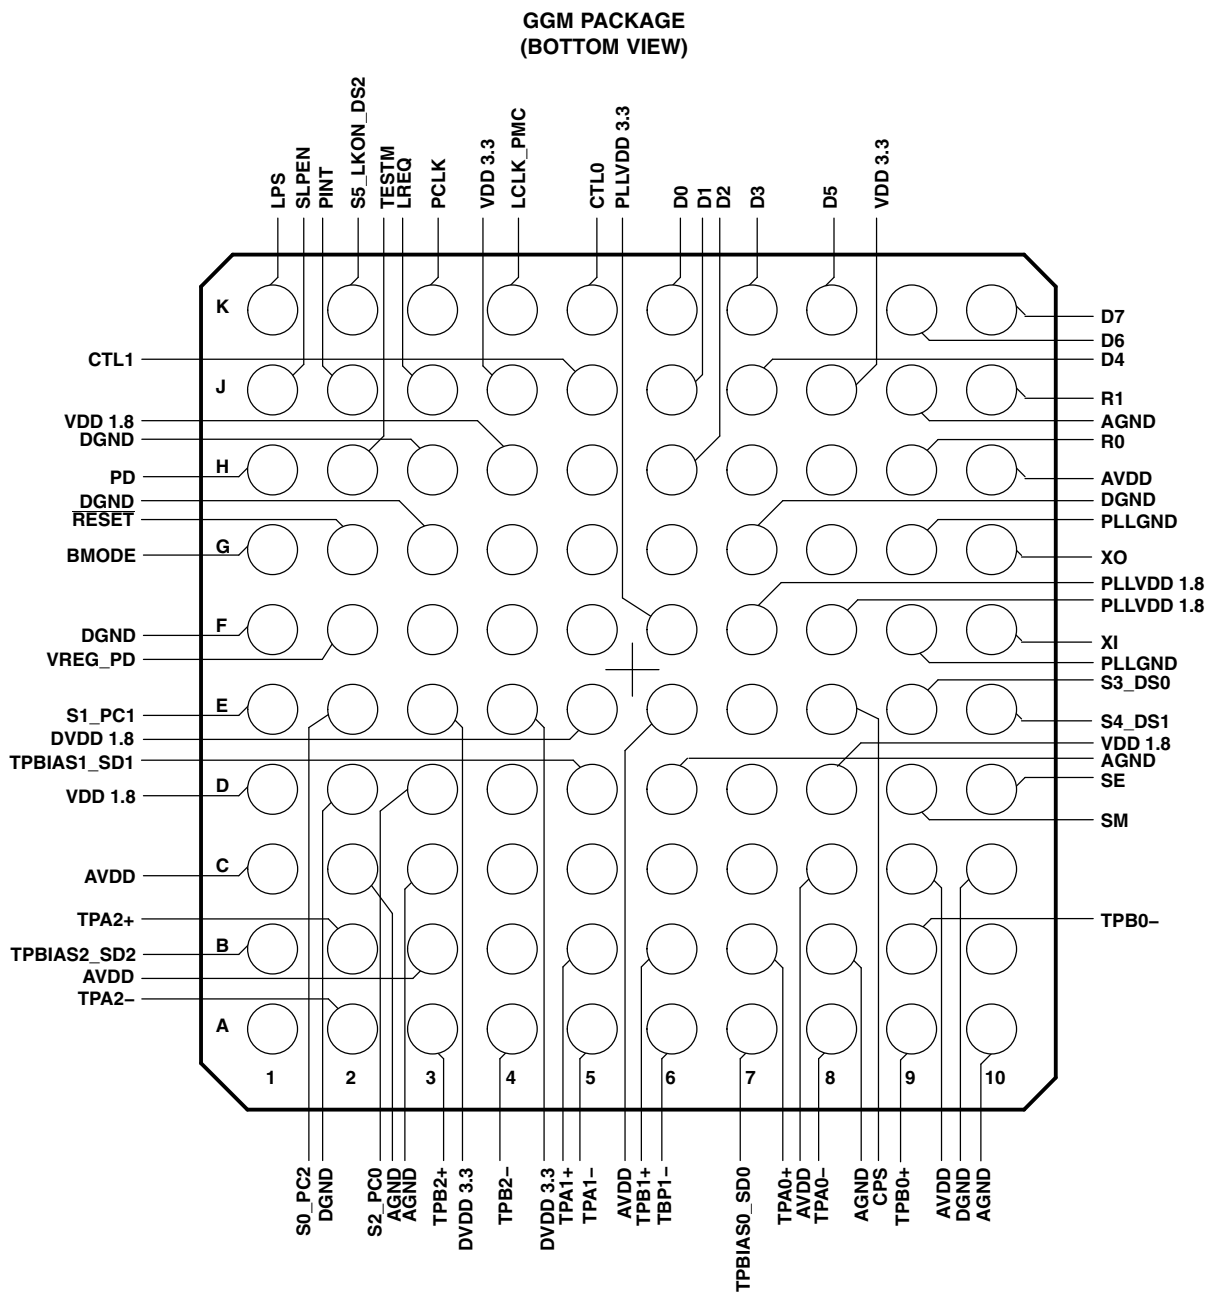 GGM PACKAGE
(BOTTOM VIEW)
LPS
SLPEN
PINT
S5_LKON_DS2
TESTM
LREQ
PCLK
VDD 3.3
LCLK_PMC
CTL0
PLLVDD 3.3
D0
D1
D2
D3
D5
VDD 3.3
CTL1
VDD 1.8
DGND
PD
DGND
RESET
BMODE
DGND
VREG_PD
S1_PC1
DVDD 1.8
TPBIAS1_SD1
VDD 1.8
AVDD
TPA2+
TPBIAS2_SD2
AVDD
TPA2−
K
J
H
G
F
E
D
C
B
A
1 2 3 4 5 6 7 8 9 10
D7
D6
D4
R1
AGND
R0
AVDD
DGND
PLLGND
XO
PLLVDD 1.8
PLLVDD 1.8
XI
PLLGND
S3_DS0
S4_DS1
VDD 1.8
AGND
SE
SM
TPB0−
S0_PC2
DGND
S2_PC0
AGND
AGND
TPB2+
DVDD 3.3
TPB2−
DVDD 3.3
TPA1+
TPA1−
AVDD
TPB1+
TBP1−
TPBIAS0_SD0
TPA0+
AVDD
TPA0−
AGND
CPS
TPB0+
AVDD
DGND
AGND